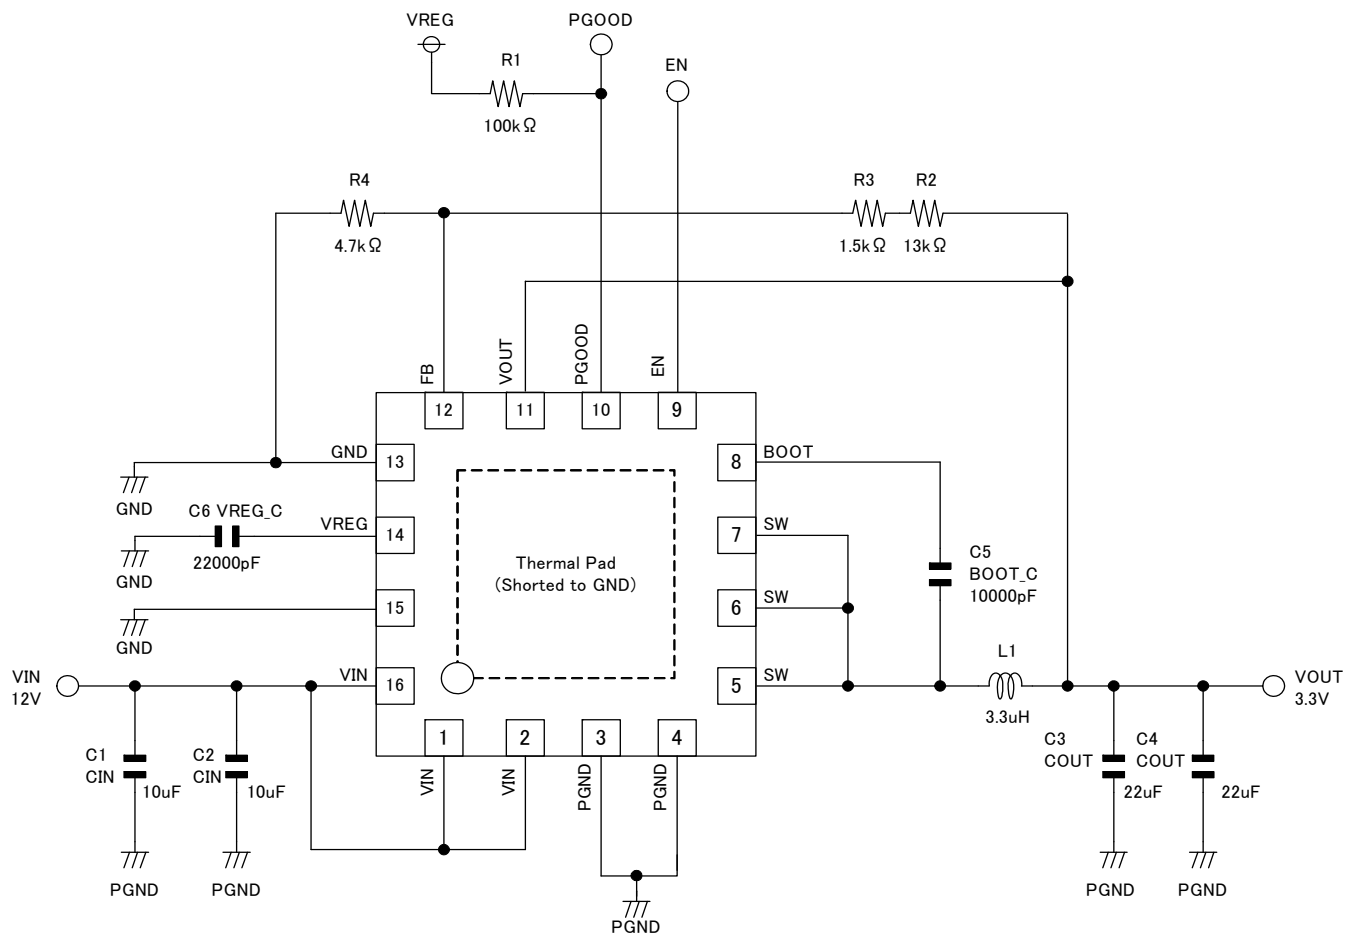 VREG
PGOOD
R1
EN
100kΩ
R4
R3
R2
4.7kΩ
1.5kΩ
13kΩ
FB
VOUT
PGOOD
EN
12
11
10
9
GND
13
8
BOOT
GND
C6 VREG_C
VREG
14
7
SW
22000pF
GND
Thermal Pad
(Shorted to GND)
C5
BOOT_C
10000pF
15
6
SW
GND
L1
VIN
12V
VIN
16
5
SW
VOUT
3.3V
3.3uH
1
2
3
4
C1
CIN
10uF
C2
CIN
10uF
VIN
VIN
PGND
PGND
C3
COUT
22uF
C4
COUT
22uF
PGND
PGND
PGND
PGND
PGND